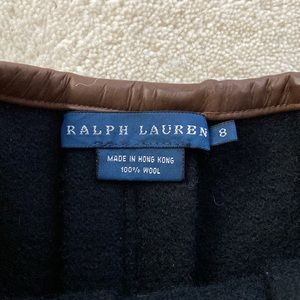 RALPH LAUREN
8
MADE IN HONG KONG
100% WOOL